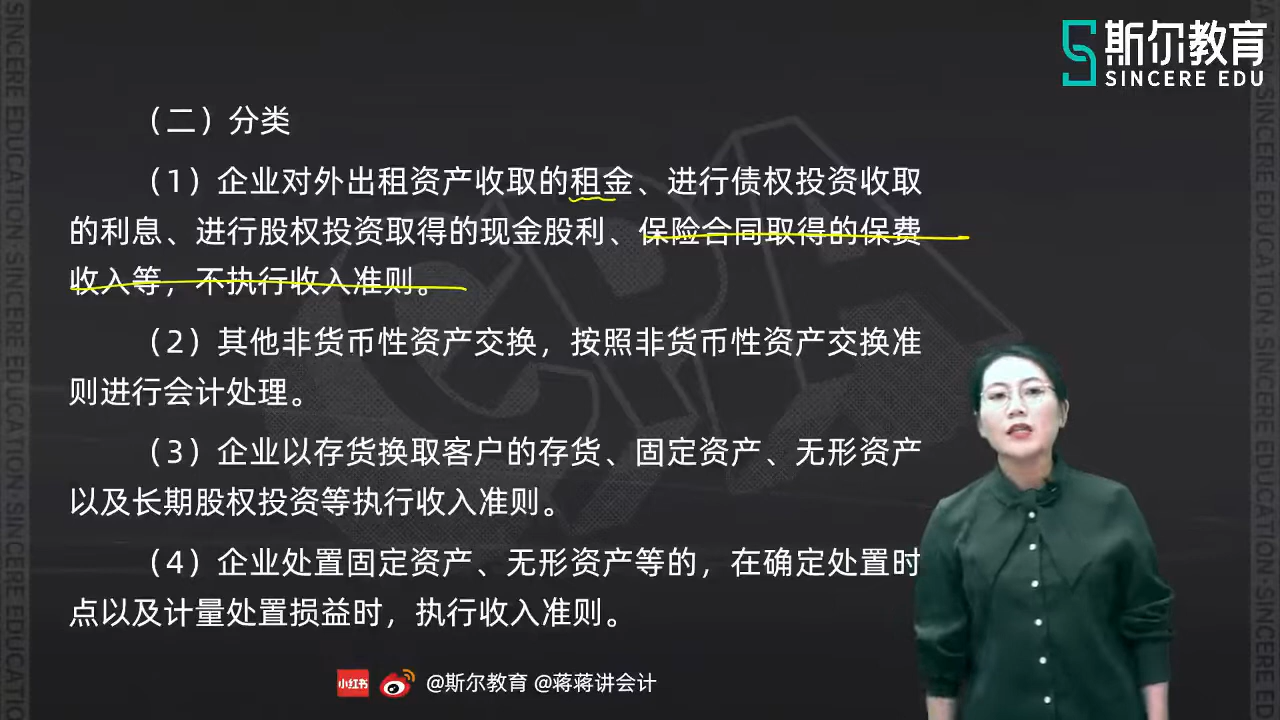 斯尔教育
SINCERE EDU
（二）分类
（1）企业对外出租资产收取的租金、进行债权投资收取
的利息、进行股权投资取得的现金股利、保险合同取得的保费
收入等，不执行收入准则。
（2）其他非货币性资产交换，按照非货币性资产交换准
则进行会计处理。
（3）企业以存货换取客户的存货、固定资产、无形资产
以及长期股权投资等执行收入准则。
（4）企业处置固定资产、无形资产等的，在确定处置时
点以及计量处置损益时，执行收入准则。
小红书 @斯尔教育 @蒋蒋讲会计
SINCERE EDUCATION·SINCERE EDUCATION·SINCERE EDUCATIO
CPA